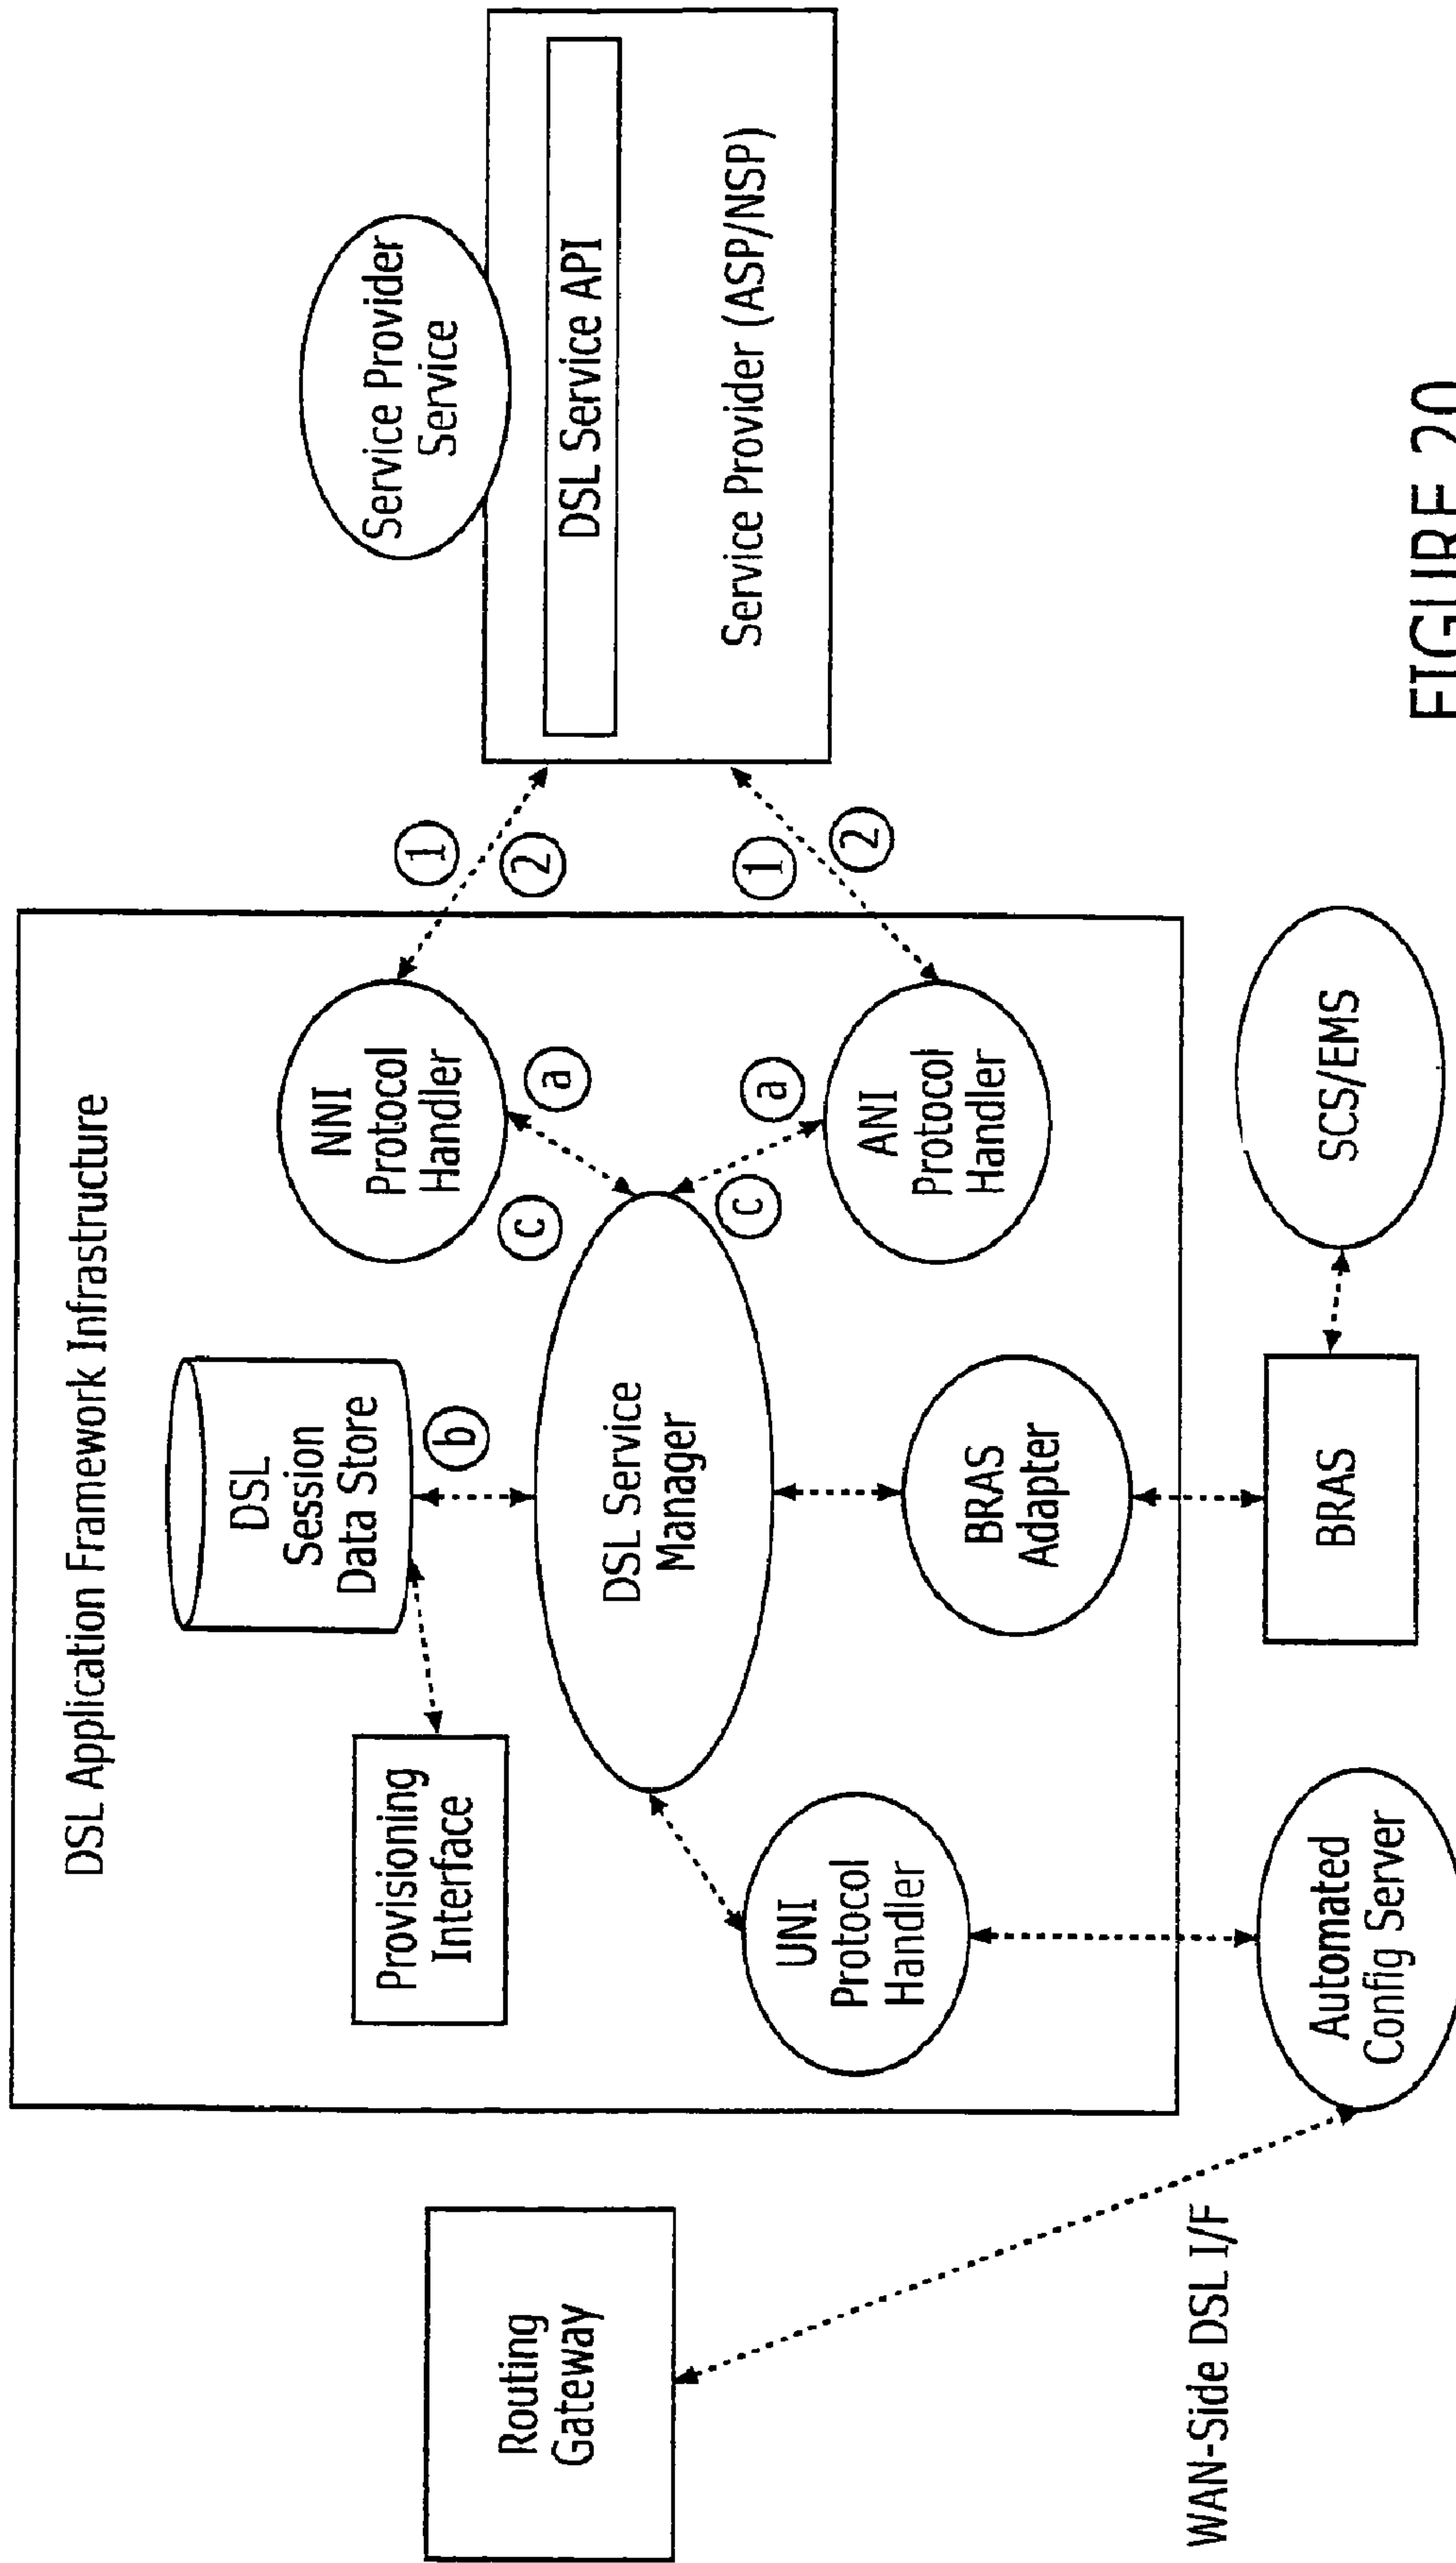 DSL Application Framework Infrastructure
Routing
Gateway
WAN-Side DSL I/F
Provisioning
Interface
DSL
Session
Data Store
b
DSL Service
Manager
UNI
Protocol
Handler
BRAS
Adapter
NNI
Protocol
Handler
a
c
ANI
Protocol
Handler
a
c
1
2
1
2
Service Provider
Service
DSL Service API
Service Provider (ASP/NSP)
Automated
Config Server
BRAS
SCS/EMS
FIGURE 20